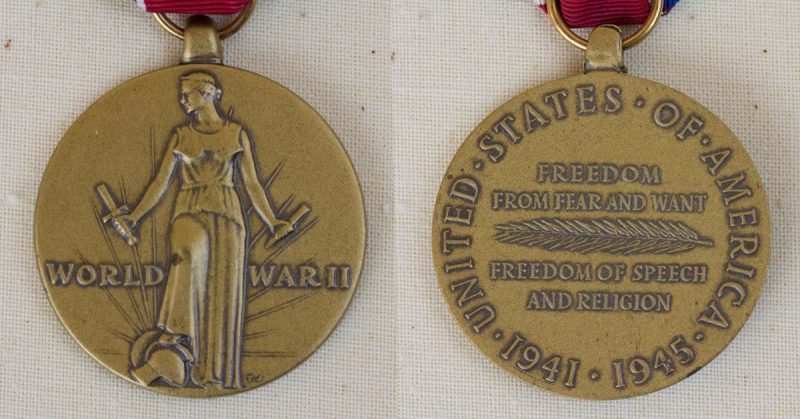 WORLD WAR II
UNITED · STATES · OF · AMERICA
FREEDOM
FROM FEAR AND WANT
FREEDOM OF SPEECH
AND RELIGION
· 1941 · 1945 ·